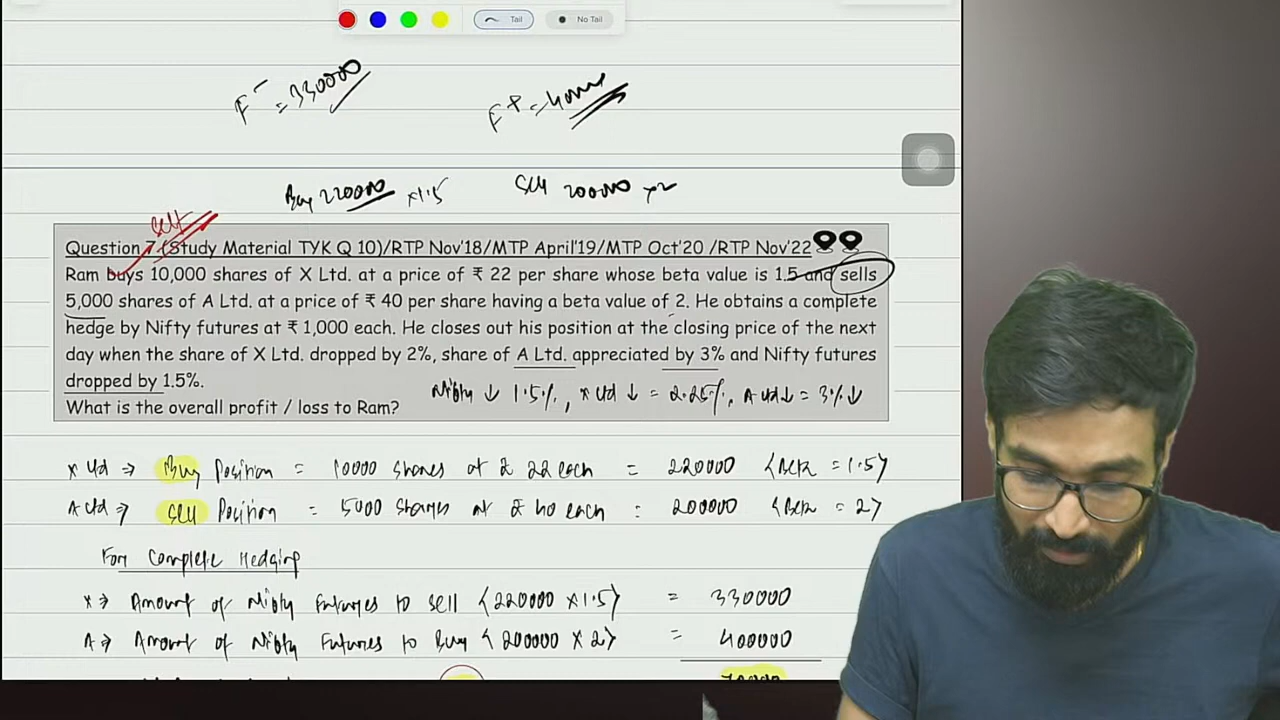 Tail No Tail
F⁻ = 330000
F⁺ =
Buy 220000 x1.5 Sell 200000 x2
Self
Question 7 (Study Material TYK Q 10)/RTP Nov'18/MTP April'19/MTP Oct'20 /RTP Nov'22
Ram buys 10,000 shares of X Ltd. at a price of ₹ 22 per share whose beta value is 1.5 and sells
5,000 shares of A Ltd. at a price of ₹ 40 per share having a beta value of 2. He obtains a complete
hedge by Nifty futures at ₹ 1,000 each. He closes out his position at the closing price of the next
day when the share of X Ltd. dropped by 2%, share of A Ltd. appreciated by 3% and Nifty futures
dropped by 1.5%.
Nifty ↓ 1.5%, X Ltd ↓ = 2.25%, A Ltd ↓ = 3% ↓
What is the overall profit / loss to Ram?
X Ltd ⇒ Buy Position = 10000 shares at ₹ 22 each = 220000 {Beta = 1.5}
A Ltd ⇒ Sell Position = 5000 shares at ₹ 40 each = 200000 {Beta = 2}
For Complete Hedging
X ⇒ Amount of Nifty Futures to sell {220000 X 1.5} = 330000
A ⇒ Amount of Nifty Futures to Buy {200000 X 2} = 400000